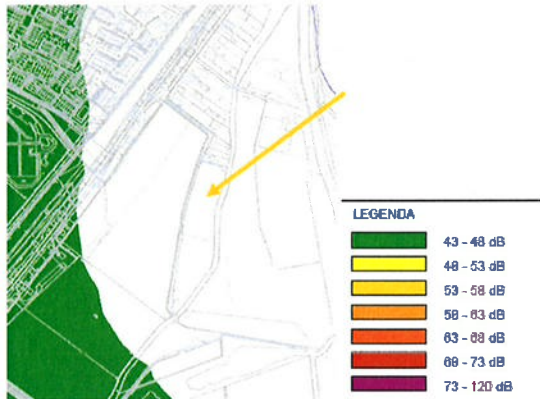 LEGENDA
43 - 48 dB
48 - 53 dB
53 - 58 dB
58 - 63 dB
63 - 68 dB
68 - 73 dB
73 - 120 dB